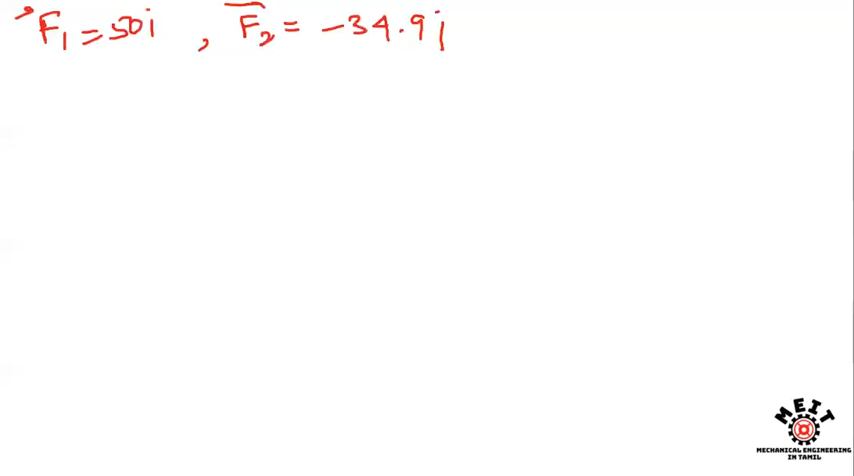 F₁ = 50i , F₂ = -34.9j
MEIT
MECHANICAL ENGINEERING
IN TAMIL